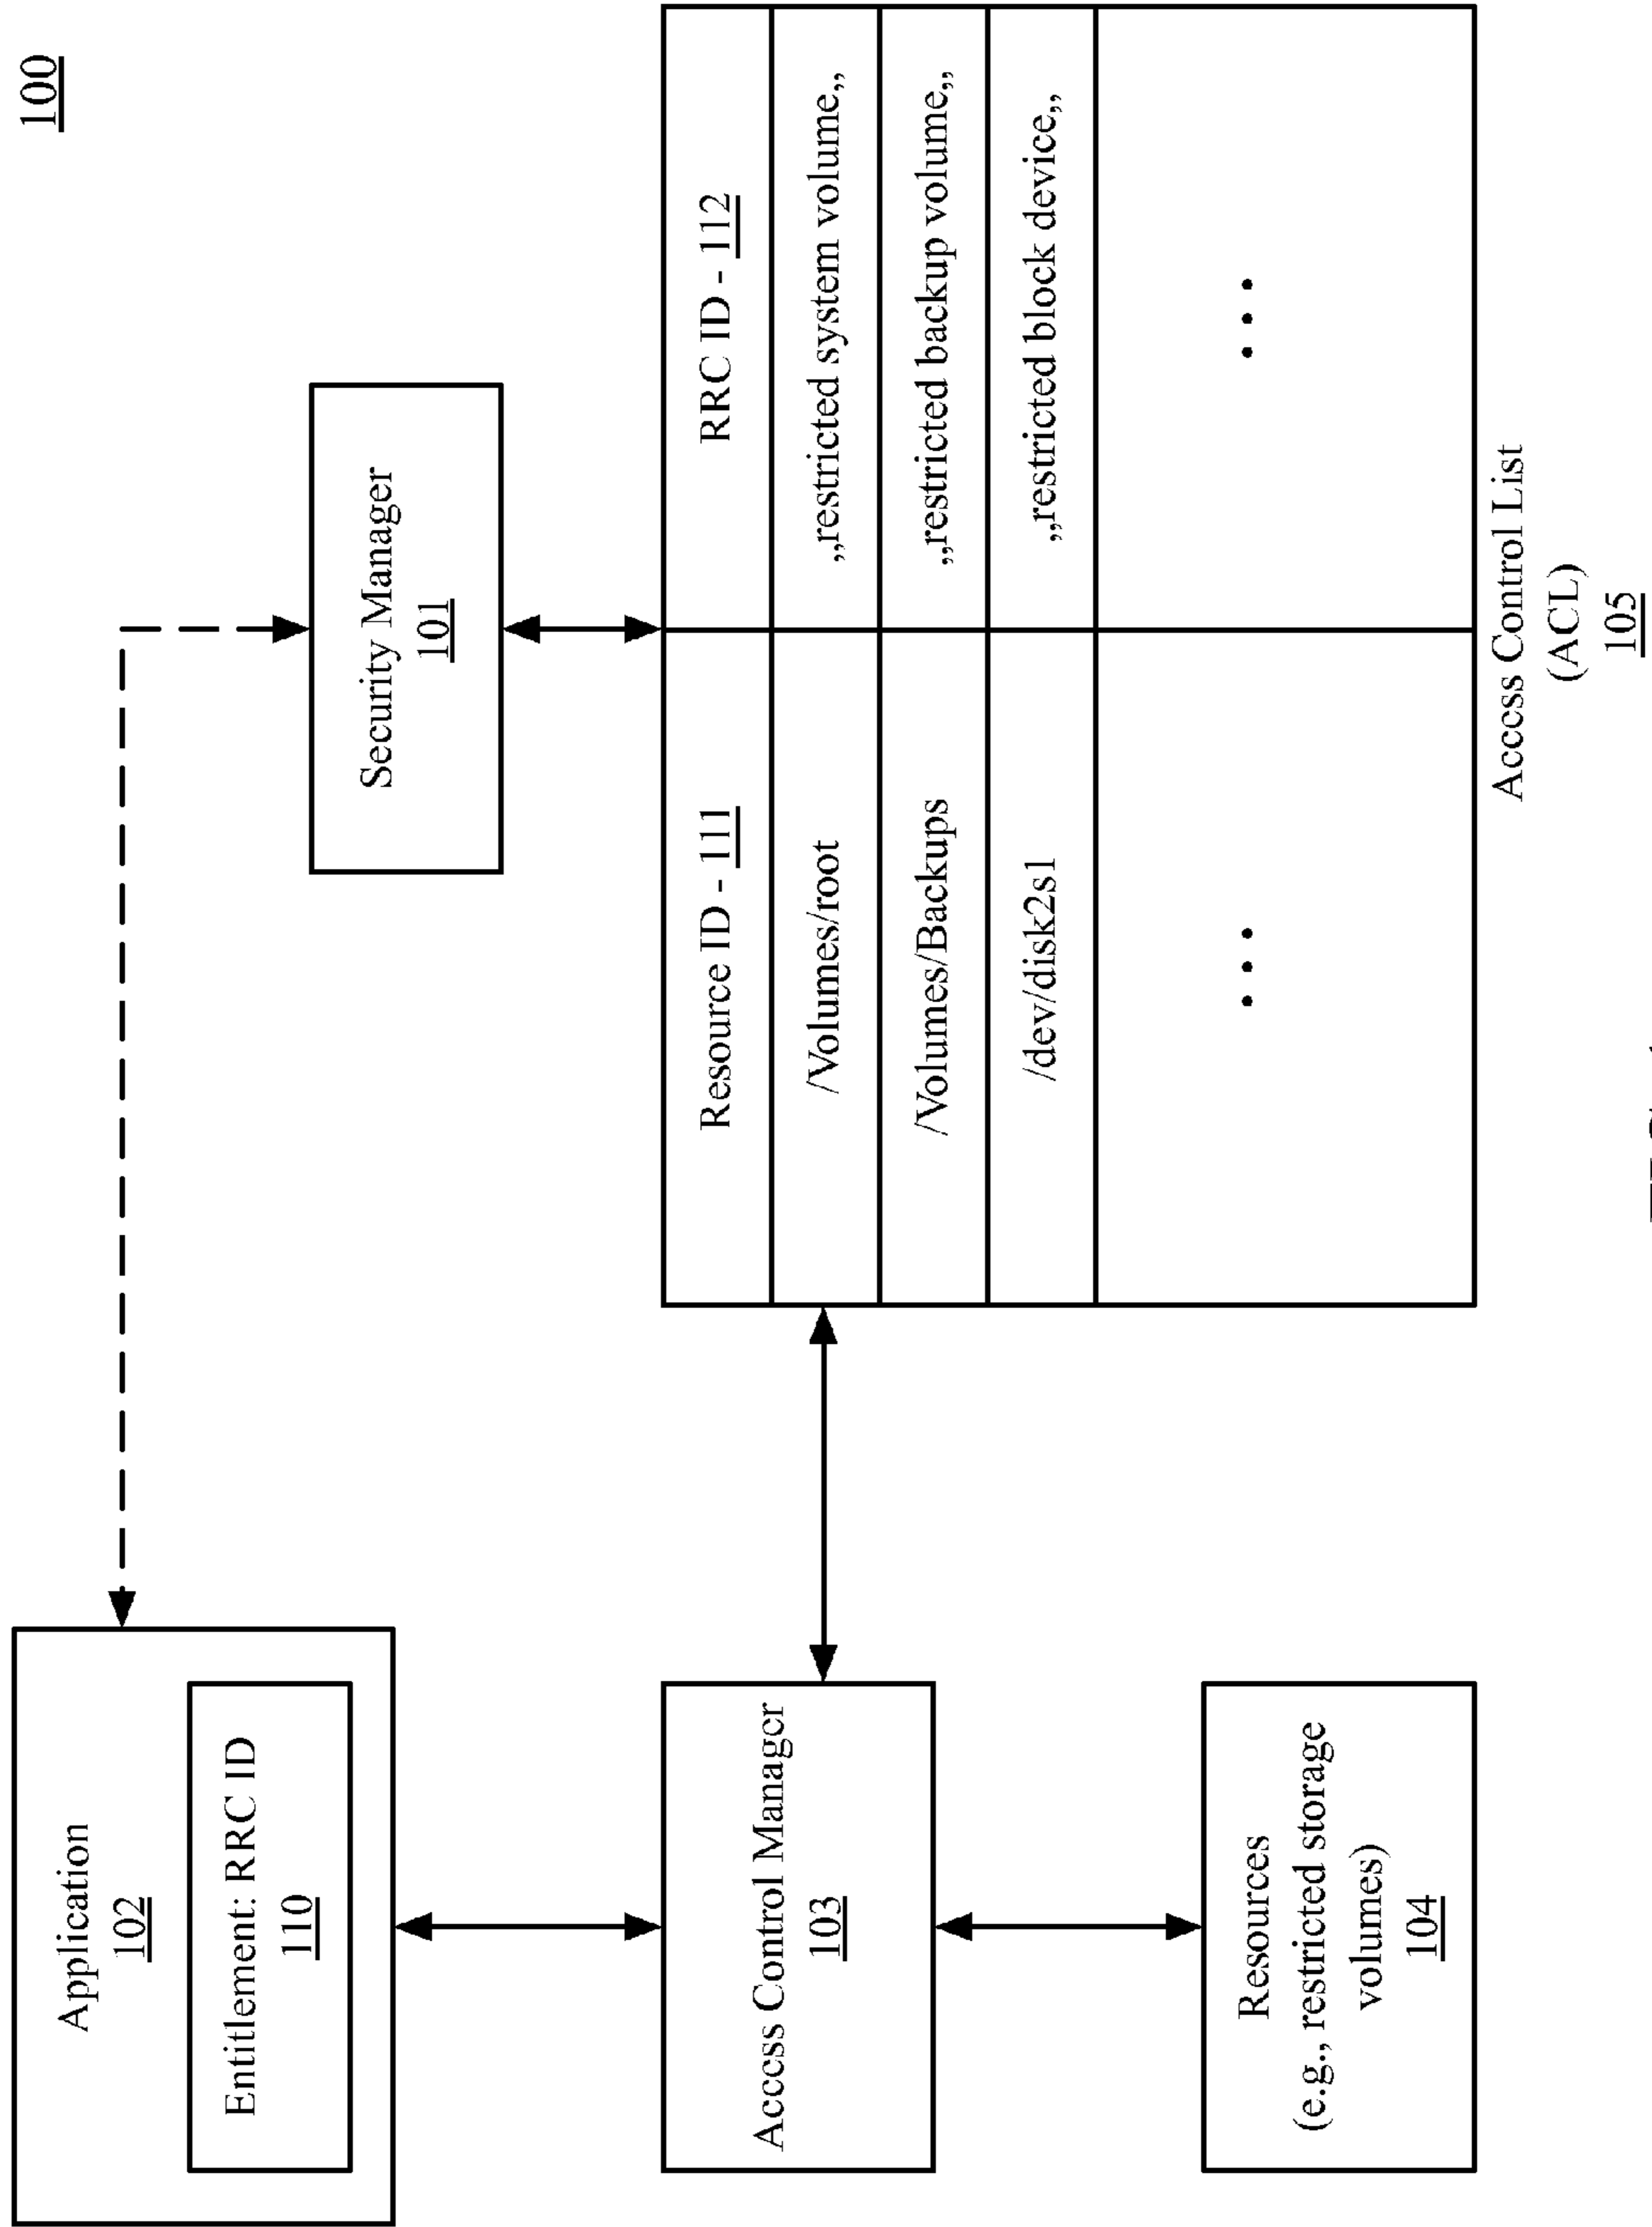 100
Application
102
Entitlement: RRC ID
110
Security Manager
101
Access Control Manager
103
Resource ID - 111
RRC ID - 112
/Volumes/root
„restricted system volume„
/Volumes/Backups
„restricted backup volume„
/dev/disk2s1
„restricted block device„
...
...
Resources
(e.g., restricted storage
volumes)
104
Access Control List
(ACL)
105